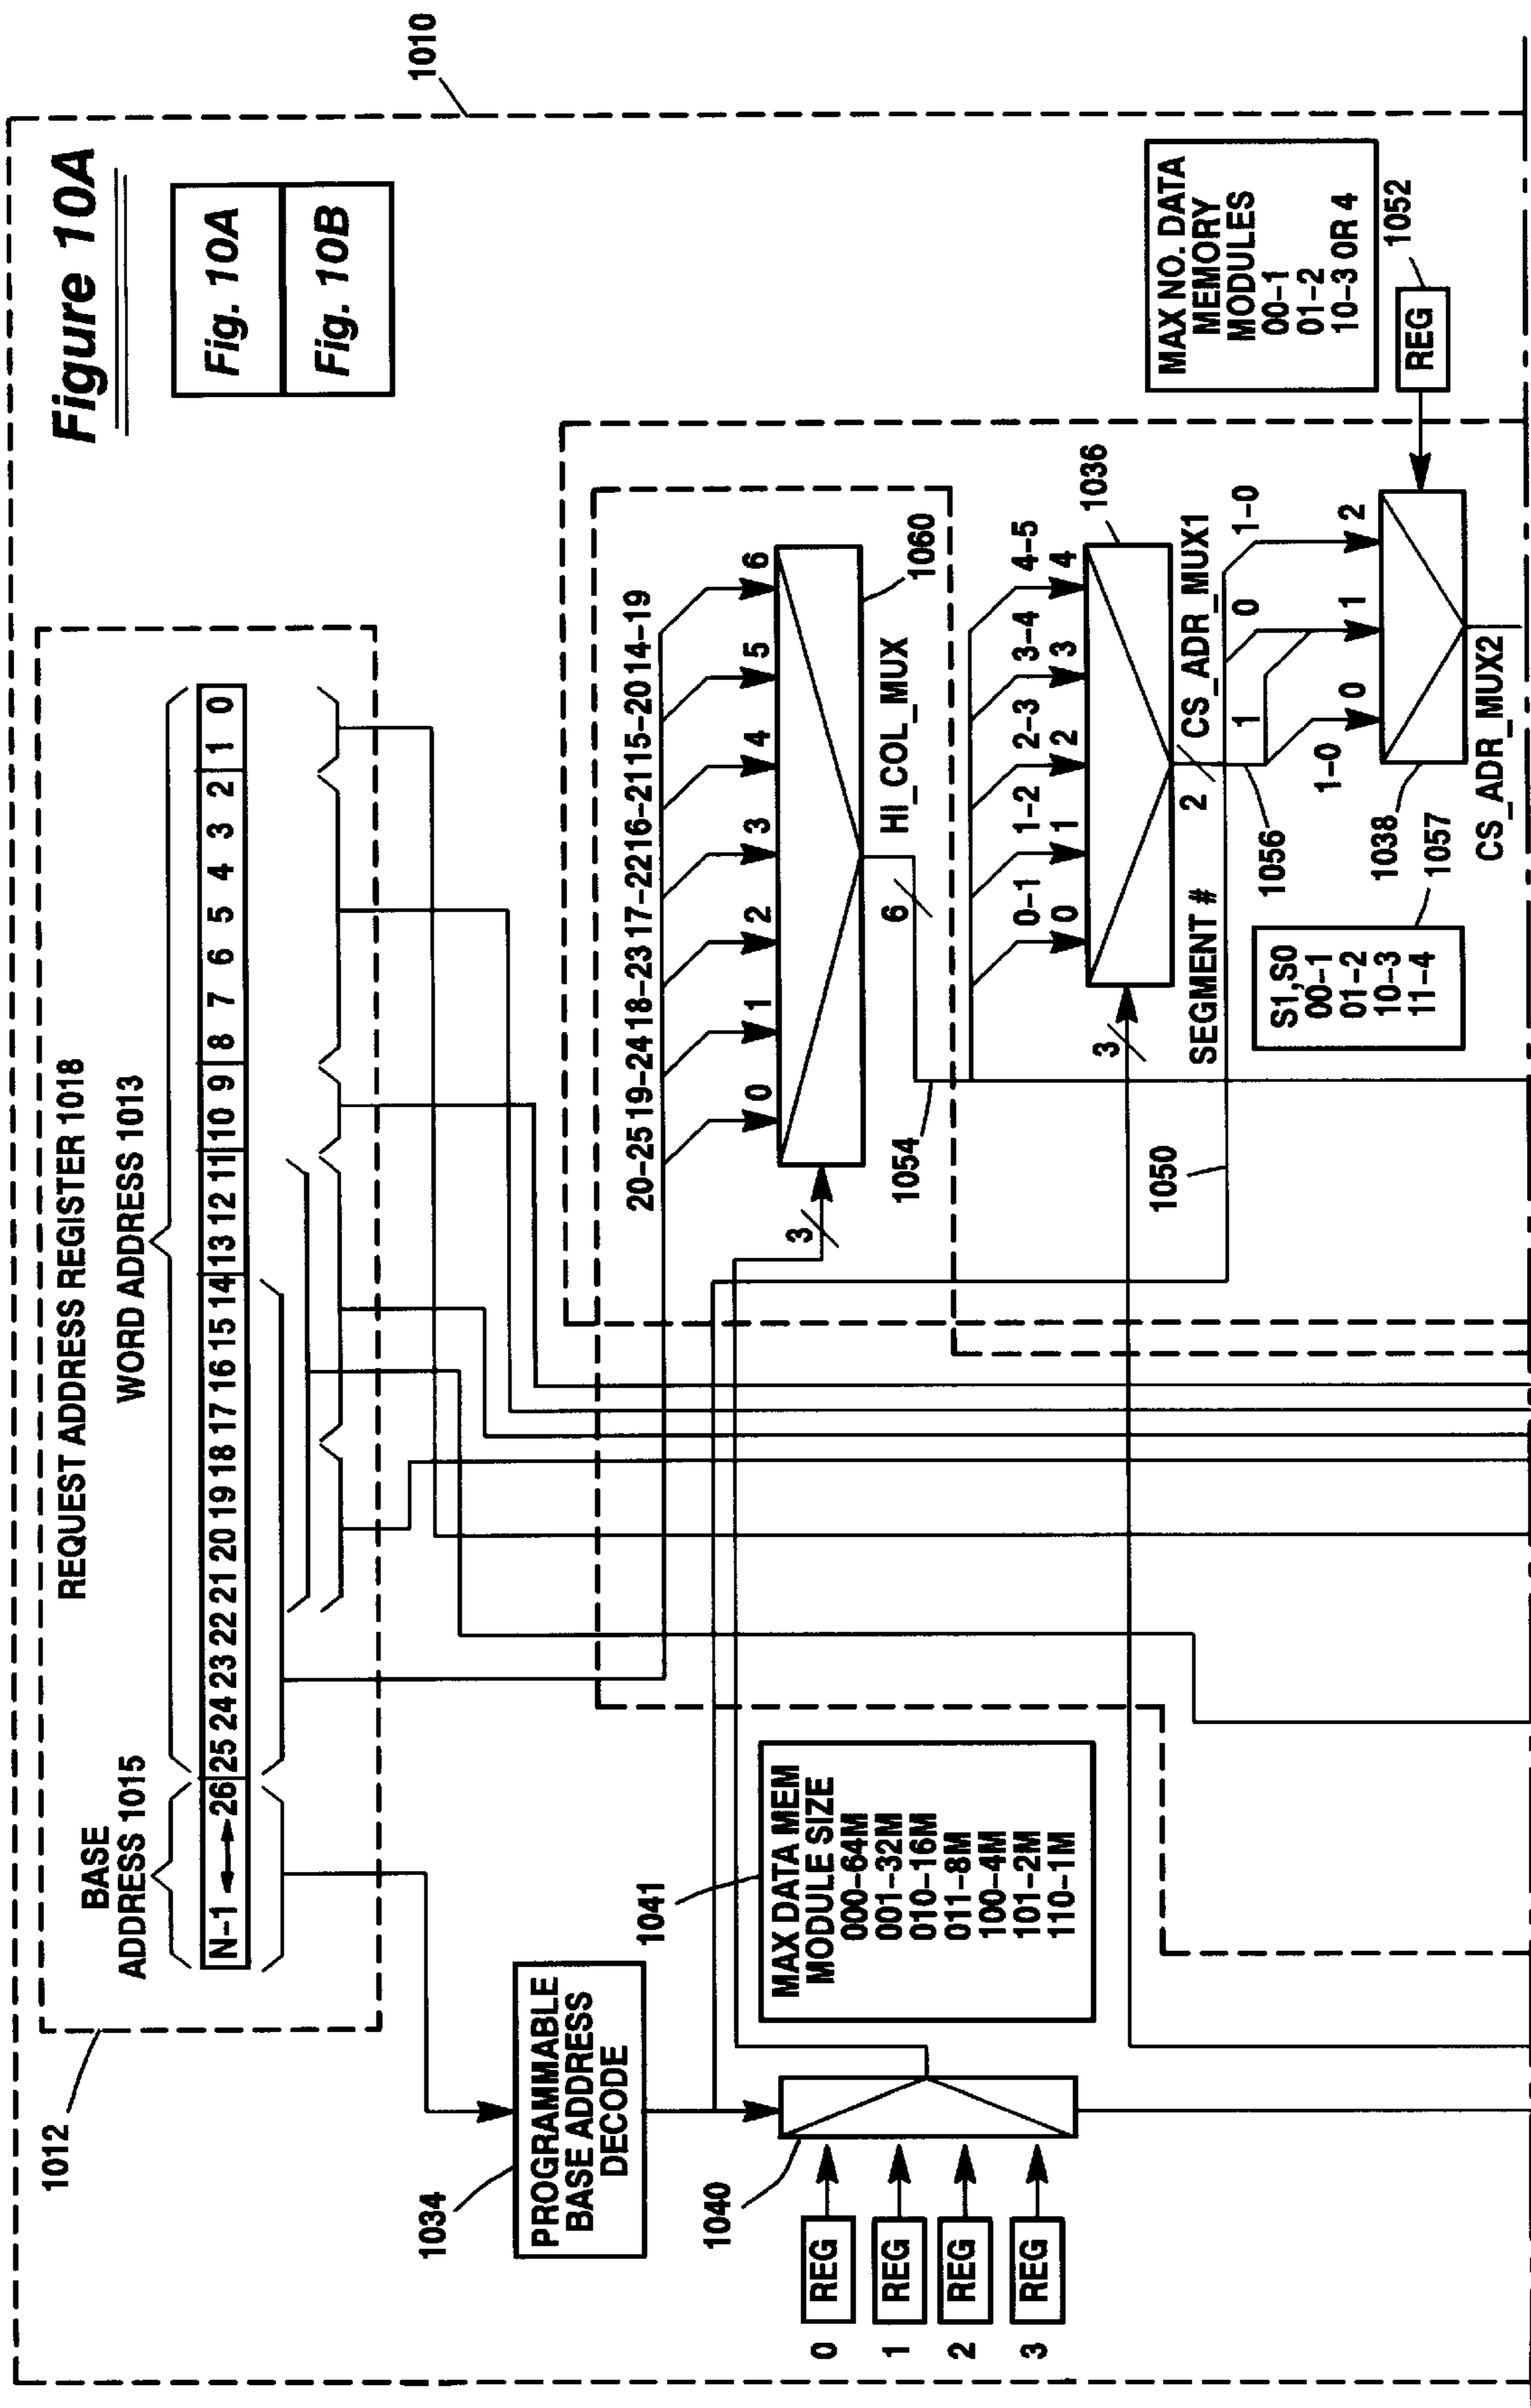 Figure 10A
Fig. 10A
Fig. 10B
1010
1012
REQUEST ADDRESS REGISTER 1018
BASE
ADDRESS 1015
WORD ADDRESS 1013
N-1 26 25 24 23 22 21 20 19 18 17 16 15 14 13 12 11 10 9 8 7 6 5 4 3 2 1 0
1034
PROGRAMMABLE
BASE ADDRESS
DECODE
20-25 19-24 18-23 17-22 16-21 15-20 14-19
0 1 2 3 4 5 6
3
1060
HI_COL_MUX
6
1054
1040
0 REG
1 REG
2 REG
3 REG
1041
MAX DATA MEM
MODULE SIZE
000-64M
001-32M
010-16M
011-8M
100-4M
101-2M
110-1M
0-1 1-2 2-3 3-4 4-5
0 1 2 3 4
3
1036
CS_ADR_MUX1
2
SEGMENT #
1050
1056
1 0 1-0
1-0
0 1 2
1038
1057
S1,S0
00-1
01-2
10-3
11-4
CS_ADR_MUX2
MAX NO. DATA
MEMORY
MODULES
00-1
01-2
10-3 OR 4
REG
1052